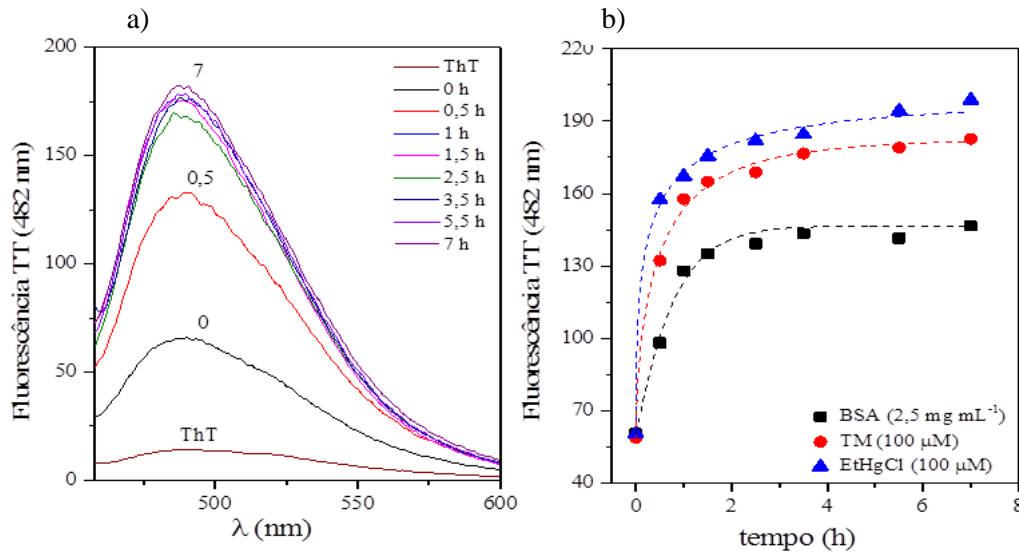 a)
Fluorescência TT (482 nm)
200
150
100
50
0
7
0,5
0
ThT
ThT
0 h
0,5 h
1 h
1,5 h
2,5 h
3,5 h
5,5 h
7 h
500
550
600
λ (nm)
b)
Fluorescência TT (482 nm)
220
190
160
130
100
70
40
BSA (2,5 mg mL⁻¹)
TM (100 µM)
EtHgCl (100 µM)
0
2
4
6
8
tempo (h)